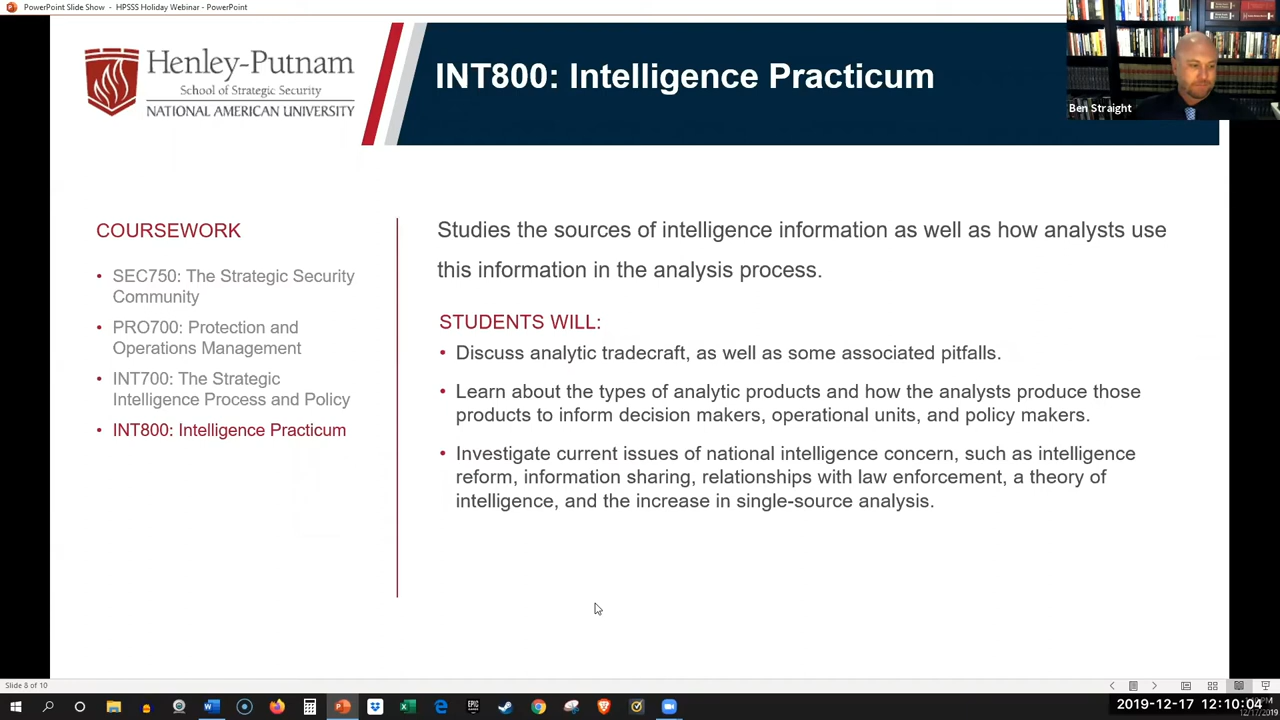 PowerPoint Slide Show - HPSSS Holiday Webinar - PowerPoint
Henley-Putnam
School of Strategic Security
NATIONAL AMERICAN UNIVERSITY
INT800: Intelligence Practicum
Ben Straight
COURSEWORK
• SEC750: The Strategic Security
Community
• PRO700: Protection and
Operations Management
• INT700: The Strategic
Intelligence Process and Policy
• INT800: Intelligence Practicum
Studies the sources of intelligence information as well as how analysts use
this information in the analysis process.
STUDENTS WILL:
• Discuss analytic tradecraft, as well as some associated pitfalls.
• Learn about the types of analytic products and how the analysts produce those
products to inform decision makers, operational units, and policy makers.
• Investigate current issues of national intelligence concern, such as intelligence
reform, information sharing, relationships with law enforcement, a theory of
intelligence, and the increase in single-source analysis.
Slide 8 of 10
2019-12-17 12:10:04
12/17/2019